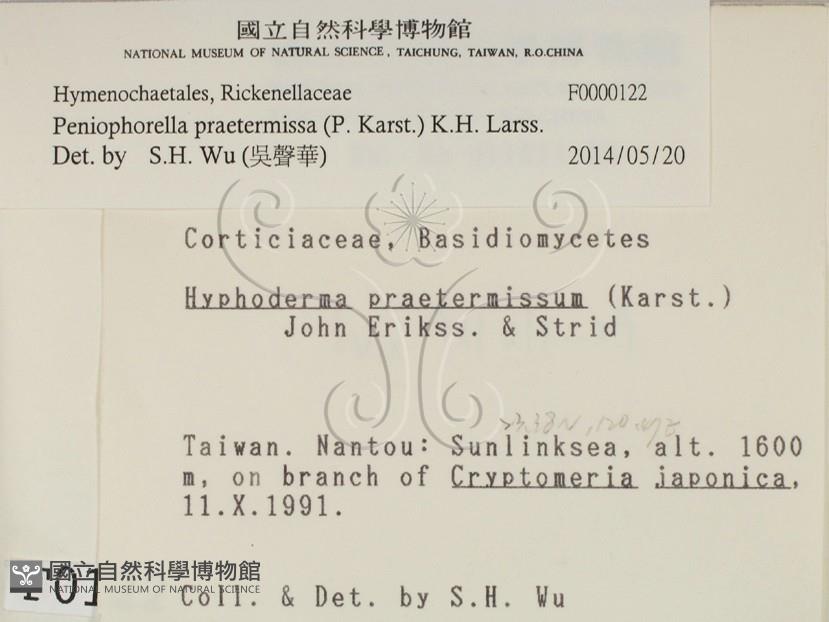 國立自然科學博物館
NATIONAL MUSEUM OF NATURAL SCIENCE, TAICHUNG, TAIWAN, R.O.CHINA
Hymenochaetales, Rickenellaceae F0000122
Peniophorella praetermissa (P. Karst.) K.H. Larss.
Det. by S.H. Wu (吳聲華) 2014/05/20
Corticiaceae, Basidiomycetes
Hyphoderma praetermissum (Karst.)
John Erikss. & Strid
Taiwan. Nantou: Sunlinksea, alt. 1600
m, on branch of Cryptomeria japonica,
11.X.1991.
國立自然科學博物館
NATIONAL MUSEUM OF NATURAL SCIENCE
Coll. & Det. by S.H. Wu